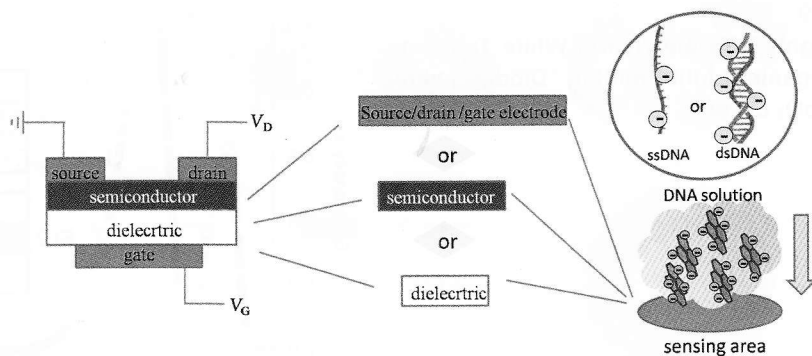 V_D
source
drain
semiconductor
dielecrtric
gate
V_G
Source/drain/gate electrode
or
semiconductor
or
dielecrtric
ssDNA
or
dsDNA
DNA solution
sensing area